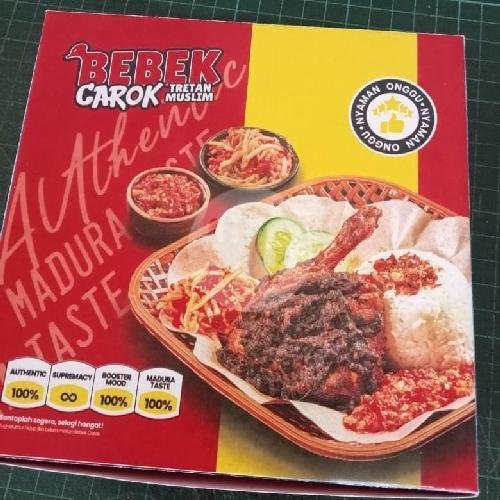 BEBEK
CAROK TRETAN
MUSLIM
NYAMAN ONGGU • NYAMAN ONGGU •
Authentic
MADURA
TASTE
AUTHENTIC
100%
SUPREMACY
∞
BOOSTER
MOOD
100%
MADURA
TASTE
100%
Santaplah segera, selagi hangat!